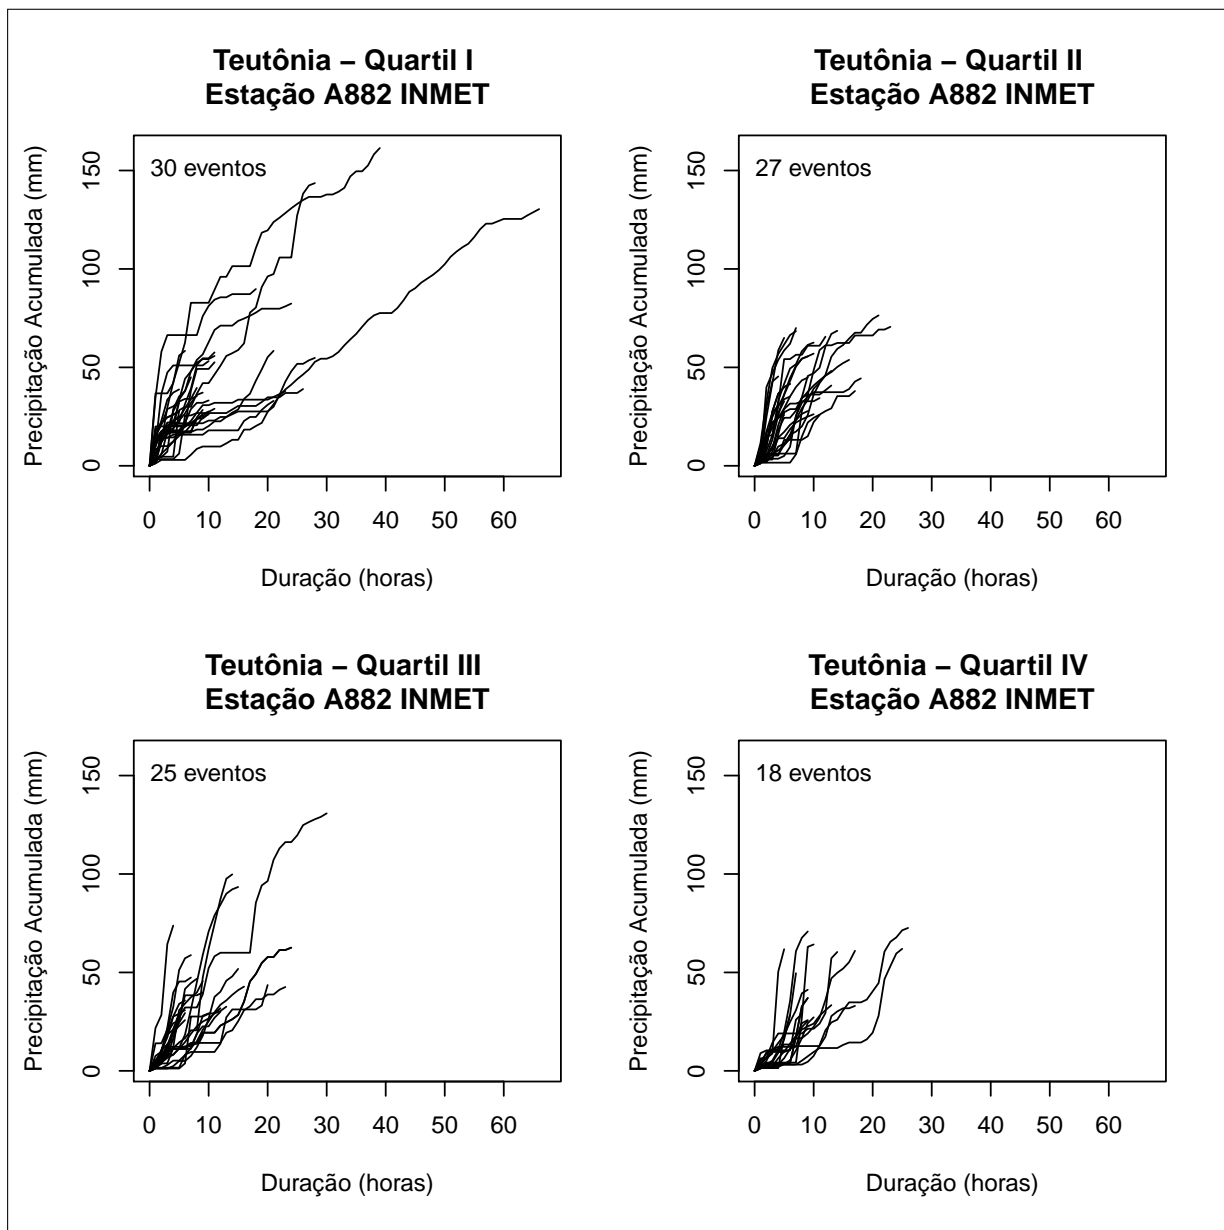 Teutônia – Quartil I
Estação A882 INMET
30 eventos
Precipitação Acumulada (mm)
150
100
50
0
0 10 20 30 40 50 60
Duração (horas)
Teutônia – Quartil II
Estação A882 INMET
27 eventos
Precipitação Acumulada (mm)
150
100
50
0
0 10 20 30 40 50 60
Duração (horas)
Teutônia – Quartil III
Estação A882 INMET
25 eventos
Precipitação Acumulada (mm)
150
100
50
0
0 10 20 30 40 50 60
Duração (horas)
Teutônia – Quartil IV
Estação A882 INMET
18 eventos
Precipitação Acumulada (mm)
150
100
50
0
0 10 20 30 40 50 60
Duração (horas)